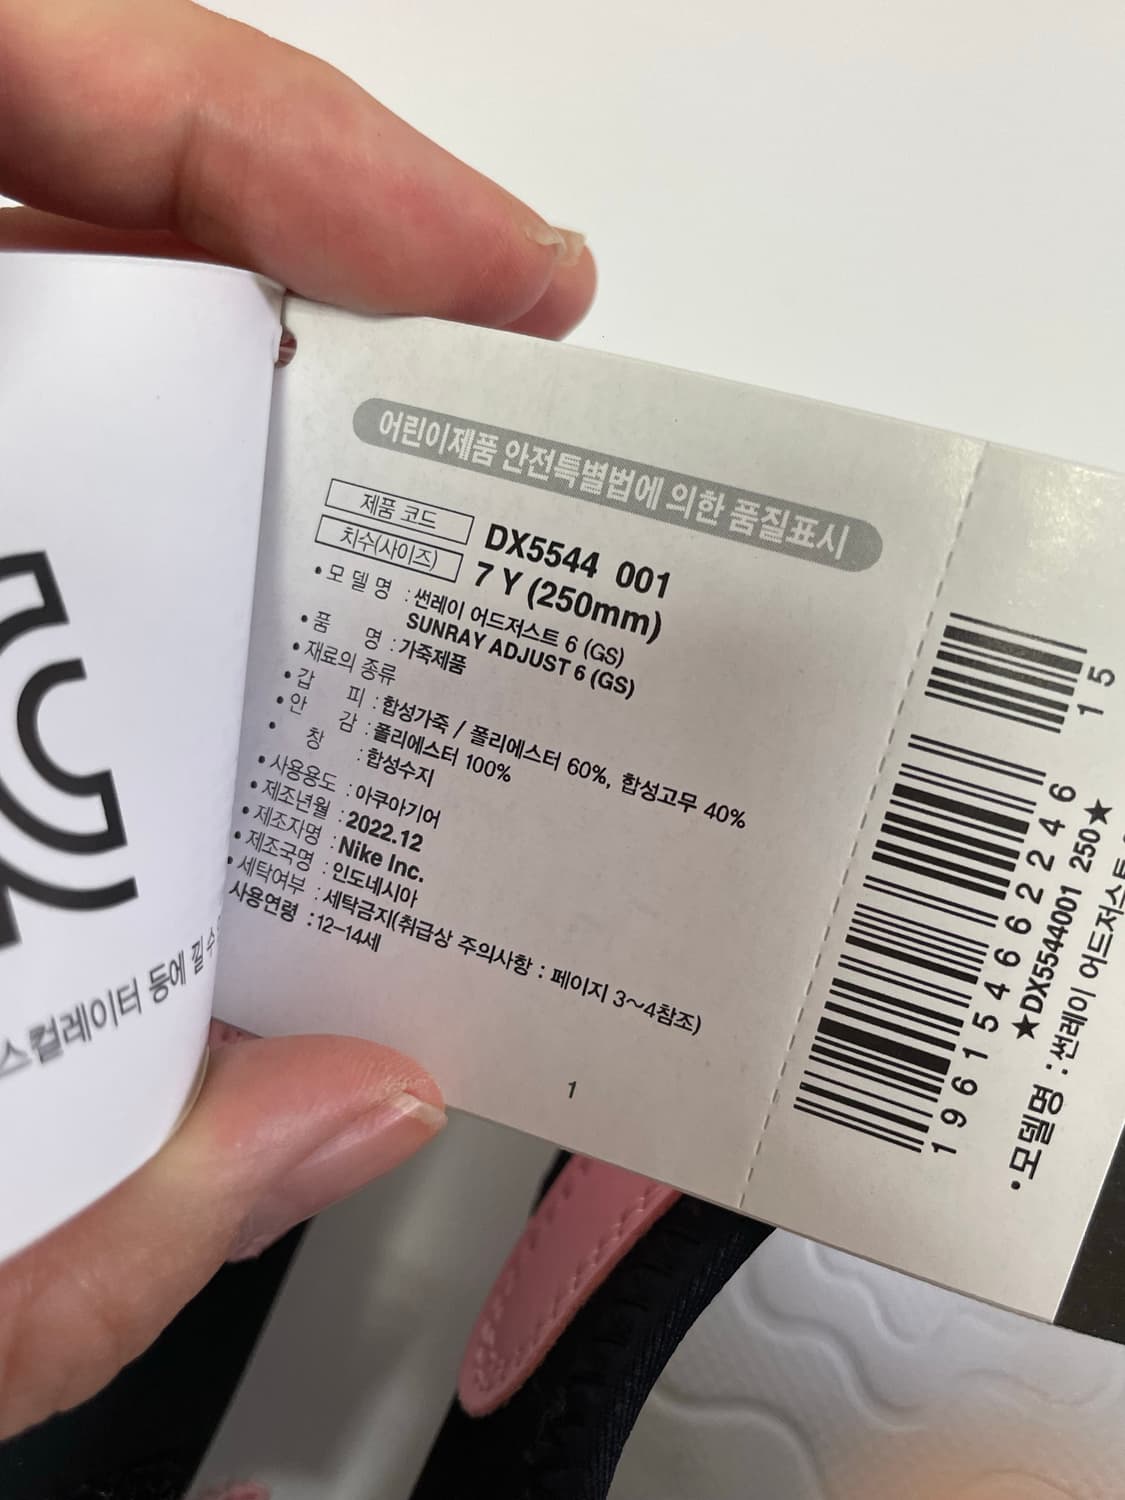 어린이제품 안전특별법에 의한 품질표시
제품 코드 DX5544 001
치수(사이즈) 7 Y (250mm)
• 모 델 명 : 썬레이 어드저스트 6 (GS)
SUNRAY ADJUST 6 (GS)
• 품 명 : 가죽제품
• 재료의 종류
• 갑 피 : 합성가죽 / 폴리에스터 60%, 합성고무 40%
• 안 감 : 폴리에스터 100%
• 창 : 합성수지
• 사용용도 : 아쿠아기어
• 제조년월 : 2022.12
• 제조자명 : Nike Inc.
• 제조국명 : 인도네시아
• 세탁여부 : 세탁금지(취급상 주의사항 : 페이지 3~4참조)
사용연령 : 12-14세
1
15
196154662246
★DX5544001 250★
• 모델명 : 썬레이 어드저스트
스컬레이터 등에 낄 수